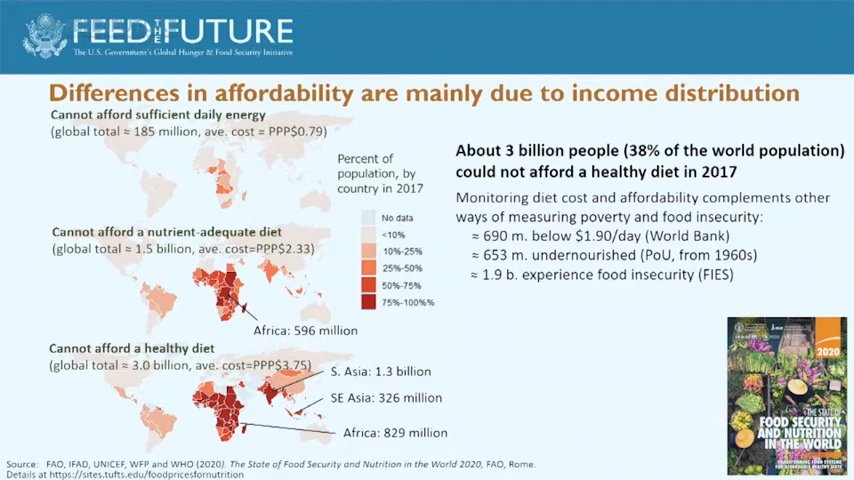 FEED THE FUTURE
The U.S. Government's Global Hunger & Food Security Initiative
Differences in affordability are mainly due to income distribution
Cannot afford sufficient daily energy
(global total ≈ 185 million, ave. cost = PPP$0.79)
Percent of
population, by
country in 2017
No data
<10%
10%-25%
25%-50%
50%-75%
75%-100%%
Cannot afford a nutrient-adequate diet
(global total ≈ 1.5 billion, ave. cost=PPP$2.33)
Africa: 596 million
Cannot afford a healthy diet
(global total ≈ 3.0 billion, ave. cost=PPP$3.75)
S. Asia: 1.3 billion
SE Asia: 326 million
Africa: 829 million
About 3 billion people (38% of the world population)
could not afford a healthy diet in 2017
Monitoring diet cost and affordability complements other
ways of measuring poverty and food insecurity:
≈ 690 m. below $1.90/day (World Bank)
≈ 653 m. undernourished (PoU, from 1960s)
≈ 1.9 b. experience food insecurity (FIES)
2020
THE STATE OF
FOOD SECURITY
AND NUTRITION
IN THE WORLD
TRANSFORMING FOOD SYSTEMS
FOR AFFORDABLE HEALTHY DIETS
Source: FAO, IFAD, UNICEF, WFP and WHO (2020). The State of Food Security and Nutrition in the World 2020, FAO, Rome.
Details at https://sites.tufts.edu/foodpricesfornutrition